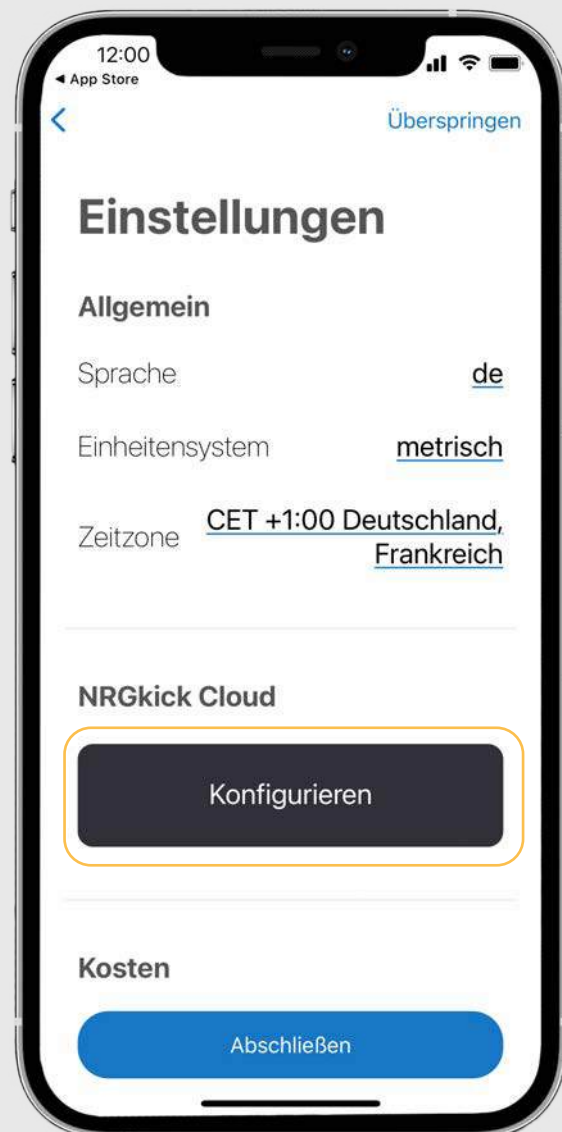 12:00
◀ App Store
Überspringen
Einstellungen
Allgemein
Sprache de
Einheitensystem metrisch
Zeitzone CET +1:00 Deutschland,
Frankreich
NRGkick Cloud
Konfigurieren
Kosten
Abschließen